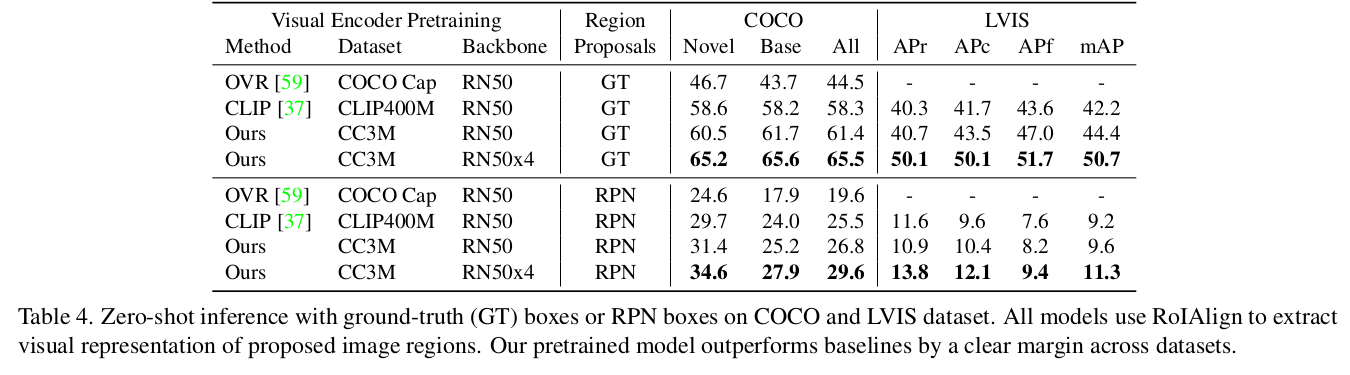 Visual Encoder Pretraining Region COCO LVIS
Method Dataset Backbone Proposals Novel Base All APr APc APf mAP
OVR [59] COCO Cap RN50 GT 46.7 43.7 44.5 - - - -
CLIP [37] CLIP400M RN50 GT 58.6 58.2 58.3 40.3 41.7 43.6 42.2
Ours CC3M RN50 GT 60.5 61.7 61.4 40.7 43.5 47.0 44.4
Ours CC3M RN50x4 GT 65.2 65.6 65.5 50.1 50.1 51.7 50.7
OVR [59] COCO Cap RN50 RPN 24.6 17.9 19.6 - - - -
CLIP [37] CLIP400M RN50 RPN 29.7 24.0 25.5 11.6 9.6 7.6 9.2
Ours CC3M RN50 RPN 31.4 25.2 26.8 10.9 10.4 8.2 9.6
Ours CC3M RN50x4 RPN 34.6 27.9 29.6 13.8 12.1 9.4 11.3
Table 4. Zero-shot inference with ground-truth (GT) boxes or RPN boxes on COCO and LVIS dataset. All models use RoIAlign to extract
visual representation of proposed image regions. Our pretrained model outperforms baselines by a clear margin across datasets.